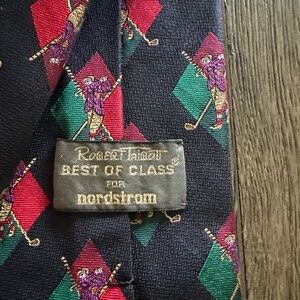 Robert Talbott
BEST OF CLASS®
FOR
nordstrom